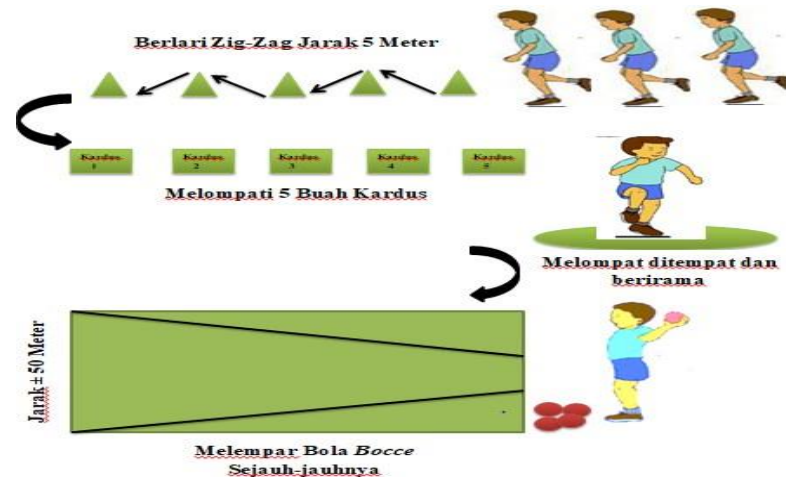 Berlari Zig-Zag Jarak 5 Meter
Kardus
1
Kardus
2
Kardus
3
Kardus
4
Kardus
5
Melompati 5 Buah Kardus
Melompat ditempat dan
berirama
Jarak ± 50 Meter
Melempar Bola Bocce
Sejauh-jauhnya